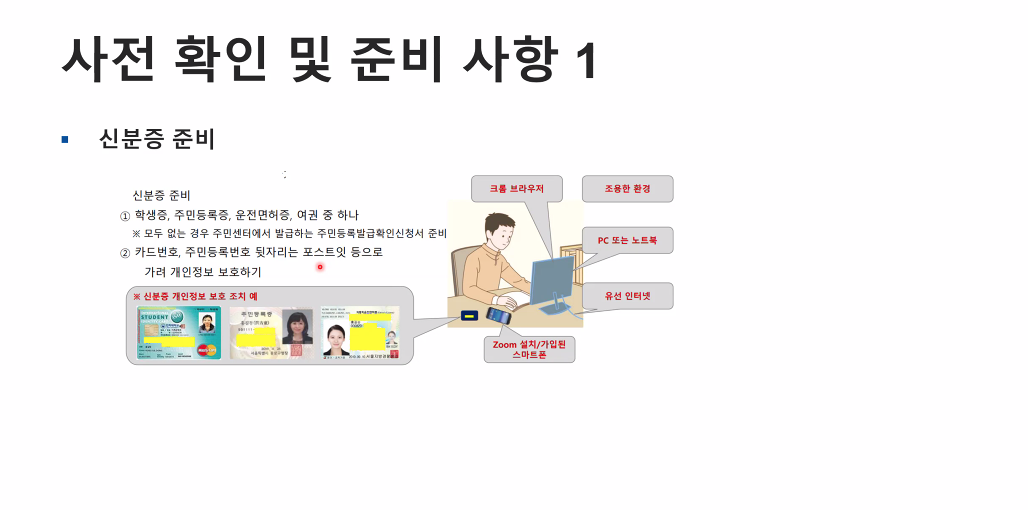 사전 확인 및 준비 사항 1
신분증 준비
:
신분증 준비
① 학생증, 주민등록증, 운전면허증, 여권 중 하나
※ 모두 없는 경우 주민센터에서 발급하는 주민등록발급확인신청서 준비
② 카드번호, 주민등록번호 뒷자리는 포스트잇 등으로
가려 개인정보 보호하기
※ 신분증 개인정보 보호 조치 예
STUDENT
주민등록증
크롬 브라우저
조용한 환경
PC 또는 노트북
유선 인터넷
Zoom 설치/가입된
스마트폰